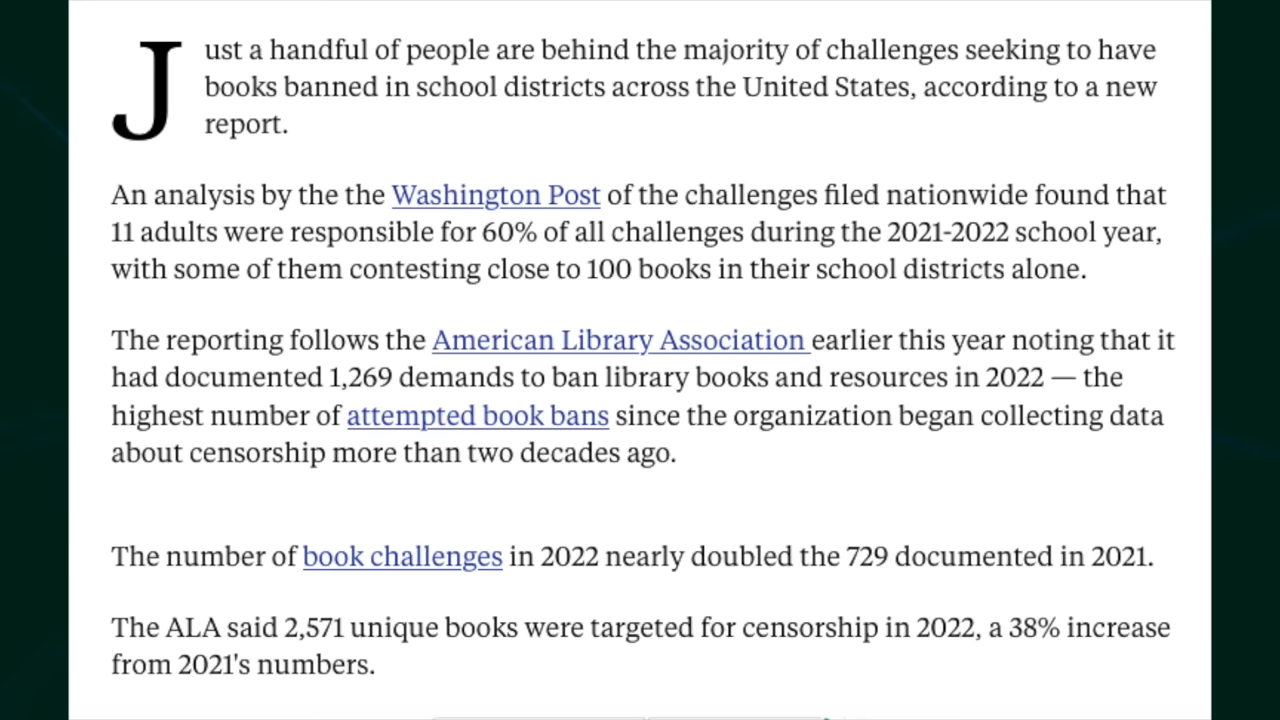 Just a handful of people are behind the majority of challenges seeking to have
books banned in school districts across the United States, according to a new
report.
An analysis by the the Washington Post of the challenges filed nationwide found that
11 adults were responsible for 60% of all challenges during the 2021-2022 school year,
with some of them contesting close to 100 books in their school districts alone.
The reporting follows the American Library Association earlier this year noting that it
had documented 1,269 demands to ban library books and resources in 2022 — the
highest number of attempted book bans since the organization began collecting data
about censorship more than two decades ago.
The number of book challenges in 2022 nearly doubled the 729 documented in 2021.
The ALA said 2,571 unique books were targeted for censorship in 2022, a 38% increase
from 2021's numbers.